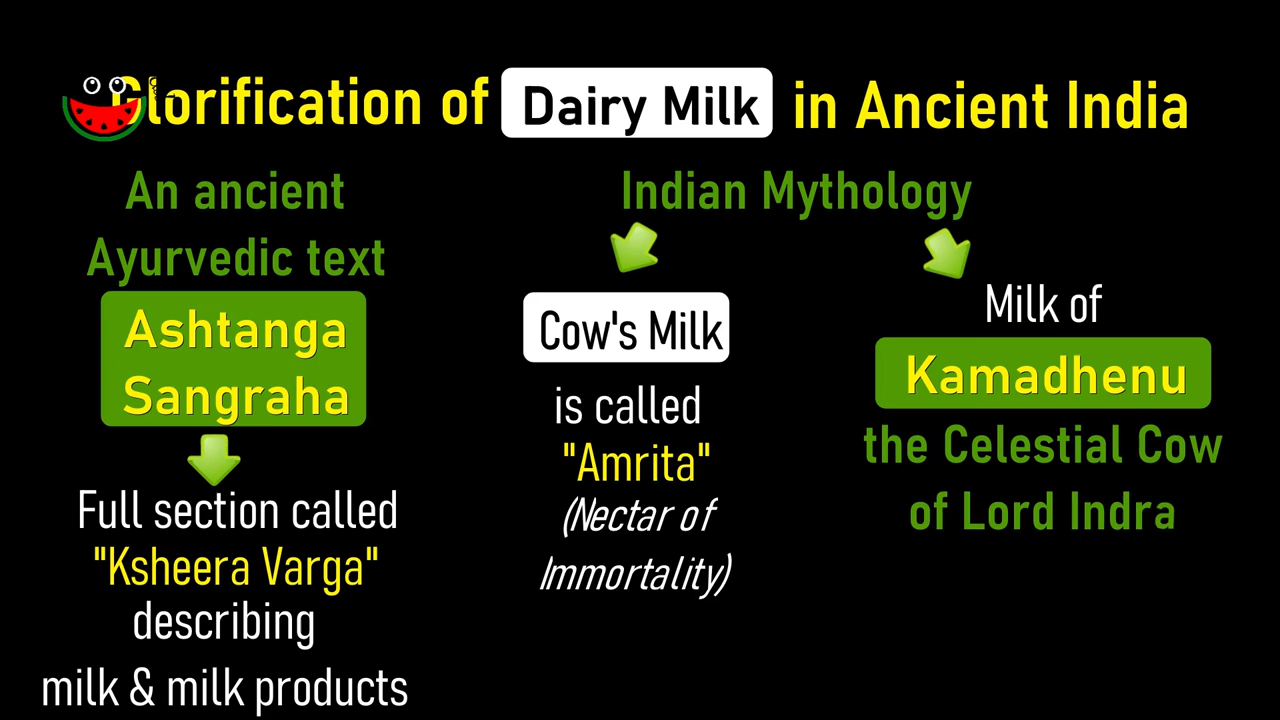 Glorification of Dairy Milk in Ancient India
An ancient
Ayurvedic text
Ashtanga
Sangraha
Full section called
"Ksheera Varga"
describing
milk & milk products
Indian Mythology
Cow's Milk
is called
"Amrita"
(Nectar of
Immortality)
Milk of
Kamadhenu
the Celestial Cow
of Lord Indra